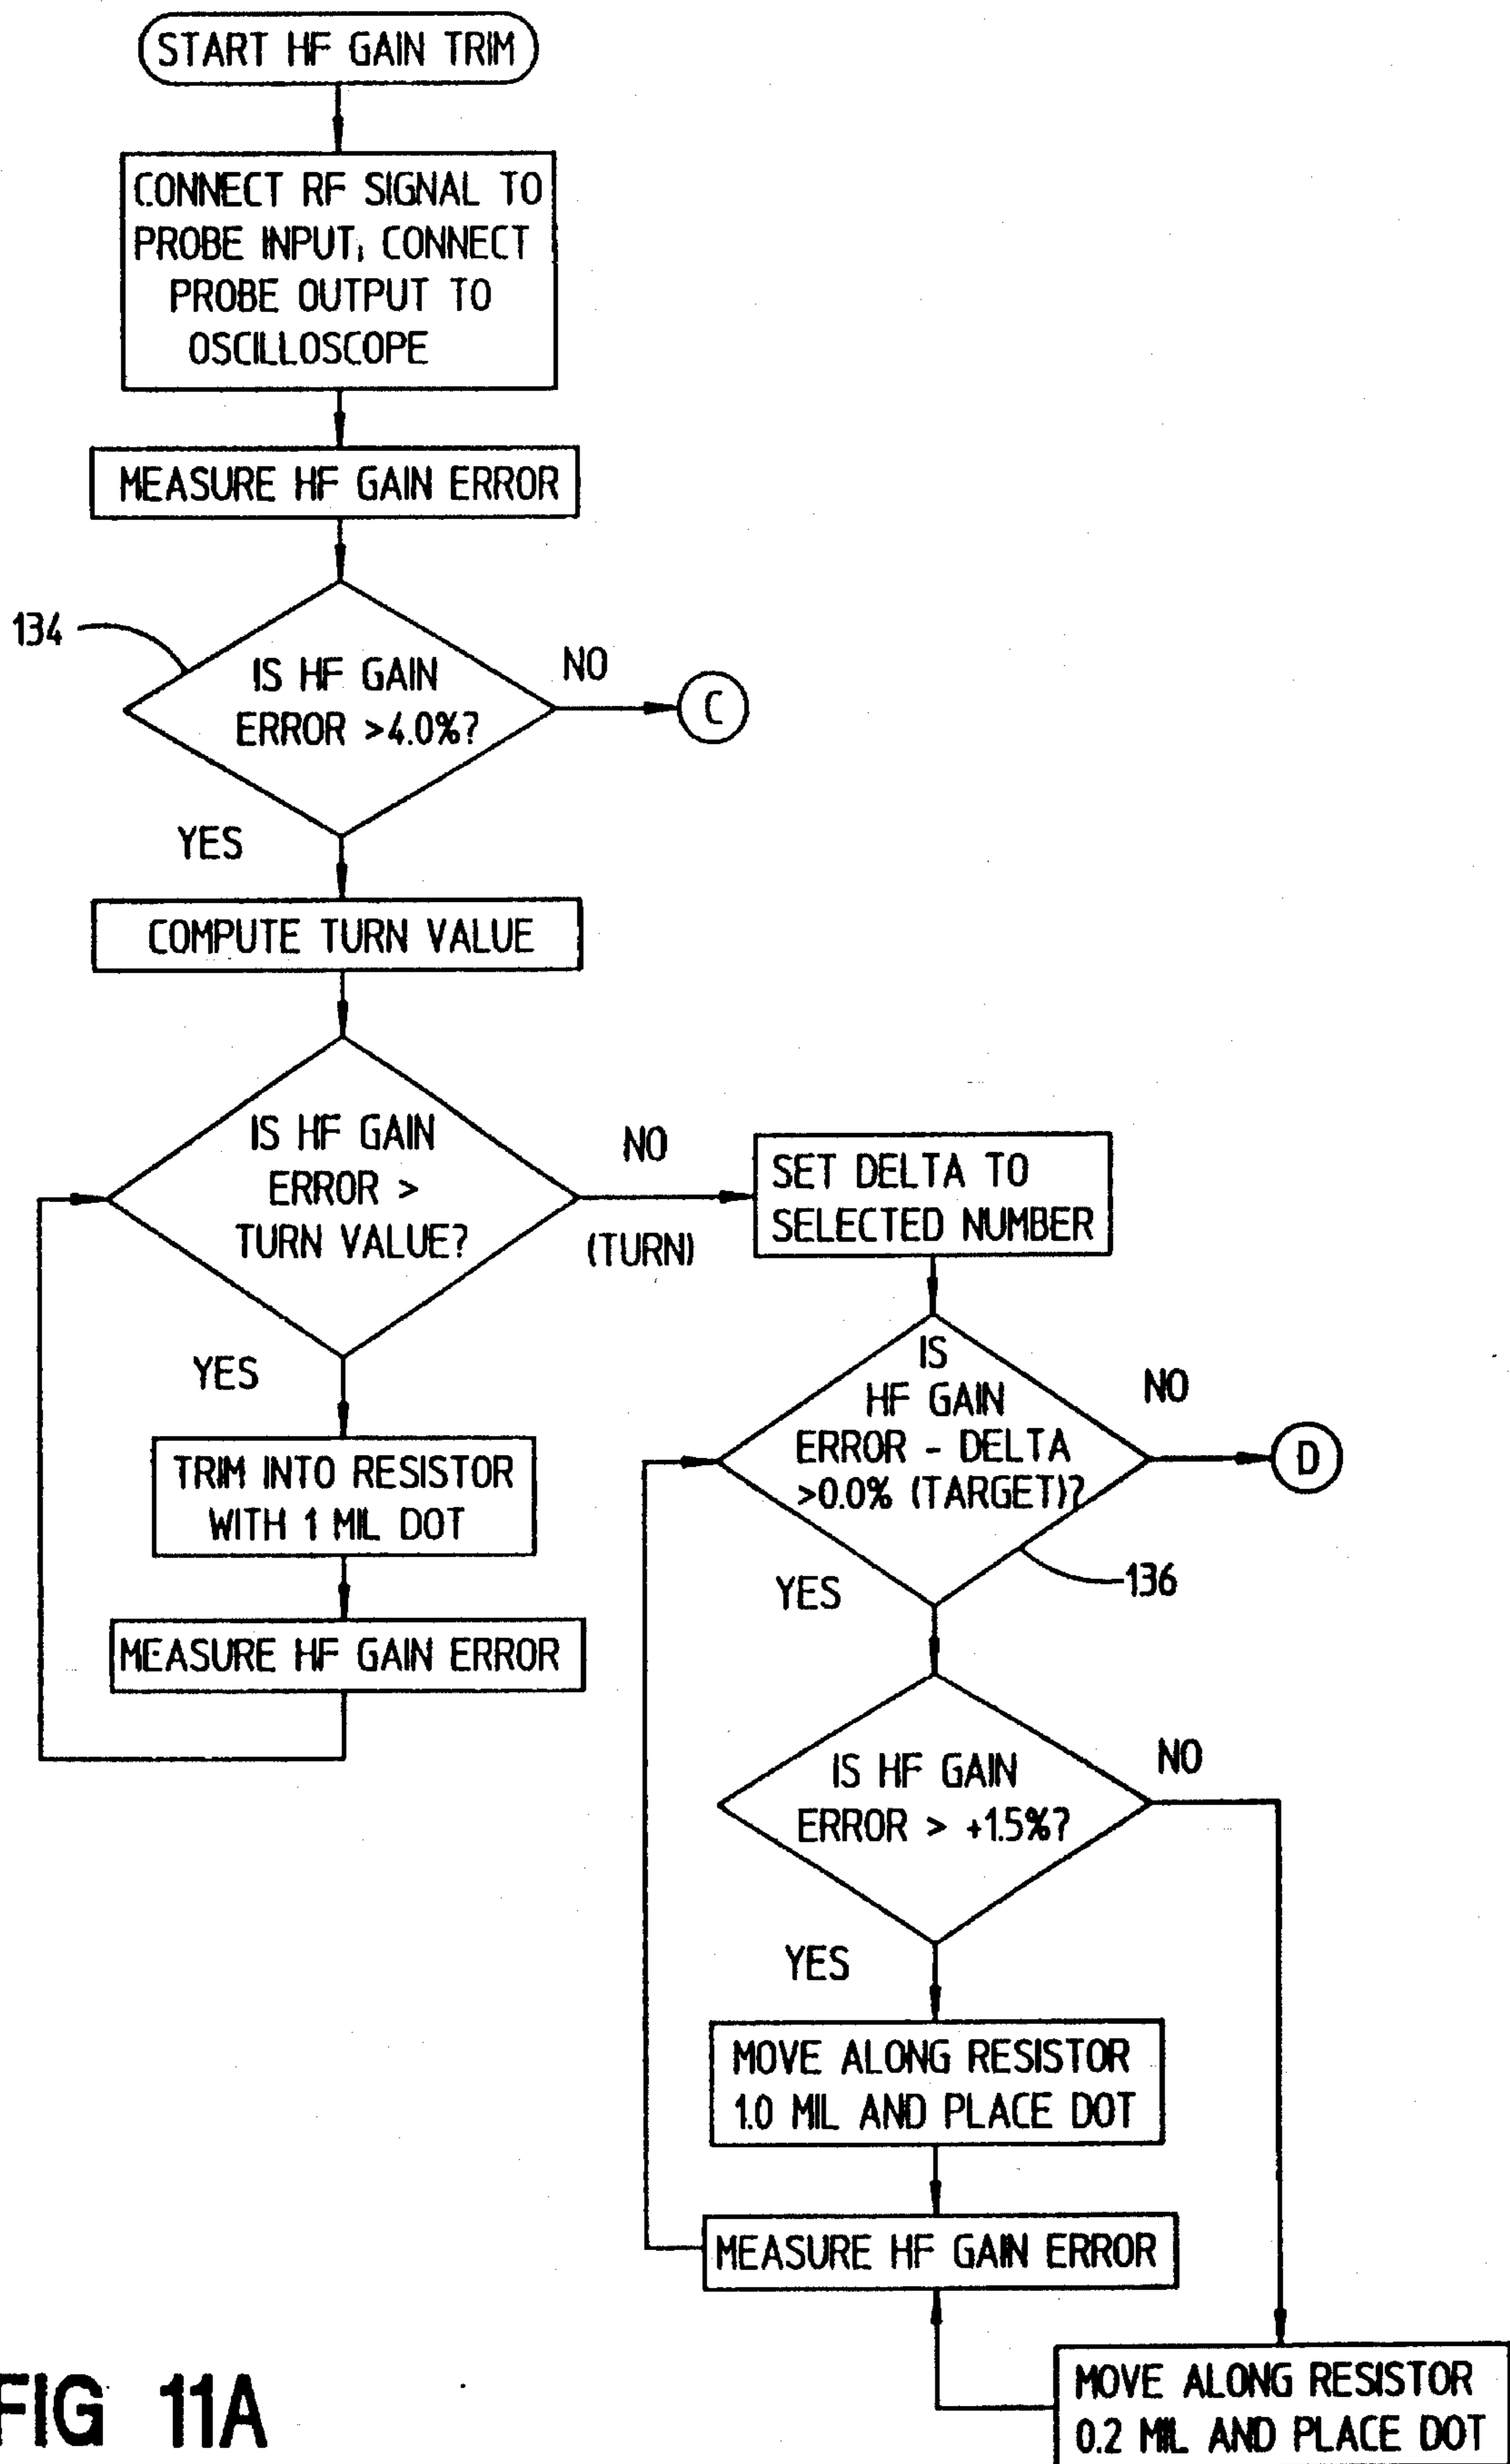 START HF GAIN TRIM
CONNECT RF SIGNAL TO
PROBE INPUT, CONNECT
PROBE OUTPUT TO
OSCILLOSCOPE
MEASURE HF GAIN ERROR
134
IS HF GAIN
ERROR >4.0%?
NO
C
YES
COMPUTE TURN VALUE
IS HF GAIN
ERROR >
TURN VALUE?
NO
(TURN)
SET DELTA TO
SELECTED NUMBER
YES
TRIM INTO RESISTOR
WITH 1 MIL DOT
MEASURE HF GAIN ERROR
IS
HF GAIN
ERROR - DELTA
>0.0% (TARGET)?
NO
D
136
YES
IS HF GAIN
ERROR > +1.5%?
NO
YES
MOVE ALONG RESISTOR
1.0 MIL AND PLACE DOT
MEASURE HF GAIN ERROR
MOVE ALONG RESISTOR
0.2 MIL AND PLACE DOT
FIG 11A